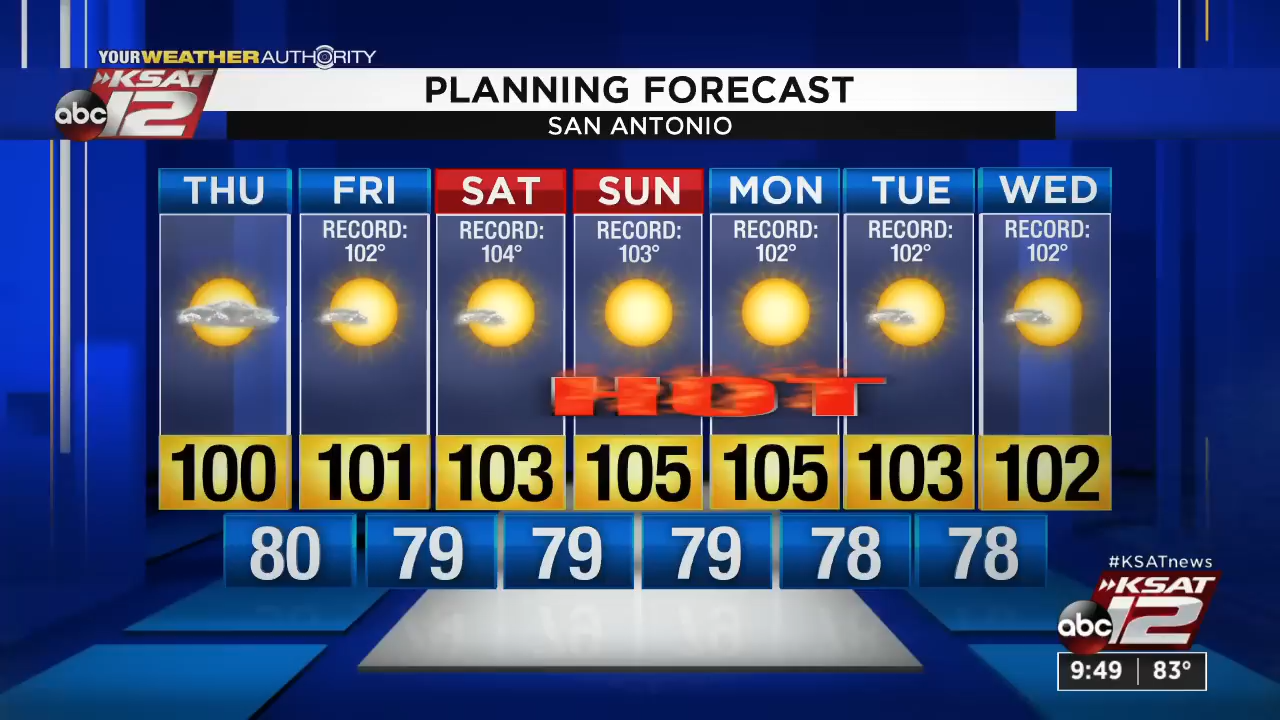 YOUR WEATHER AUTHORITY
KSAT
abc 12
PLANNING FORECAST
SAN ANTONIO
THU FRI SAT SUN MON TUE WED
RECORD: RECORD: RECORD: RECORD: RECORD: RECORD:
102° 104° 103° 102° 102° 102°
HOT
100 101 103 105 105 103 102
80 79 79 79 78 78
#KSATnews
KSAT
abc 12
9:49 83°